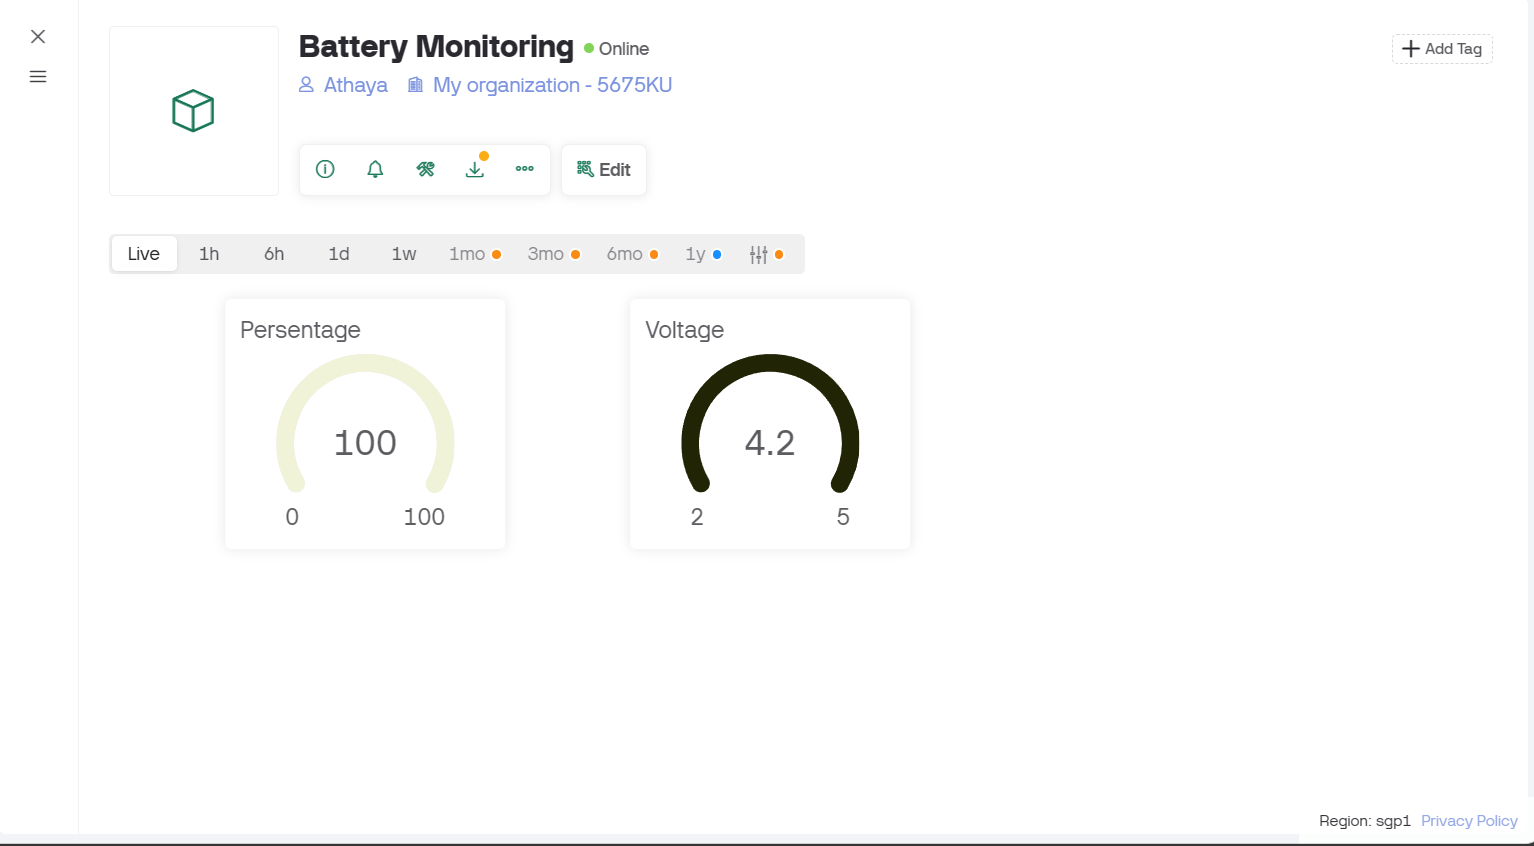 Battery Monitoring Online
Athaya My organization - 5675KU
Add Tag
Edit
Live 1h 6h 1d 1w 1mo 3mo 6mo 1y
Persentage
100
0 100
Voltage
4.2
2 5
Region: sgp1 Privacy Policy